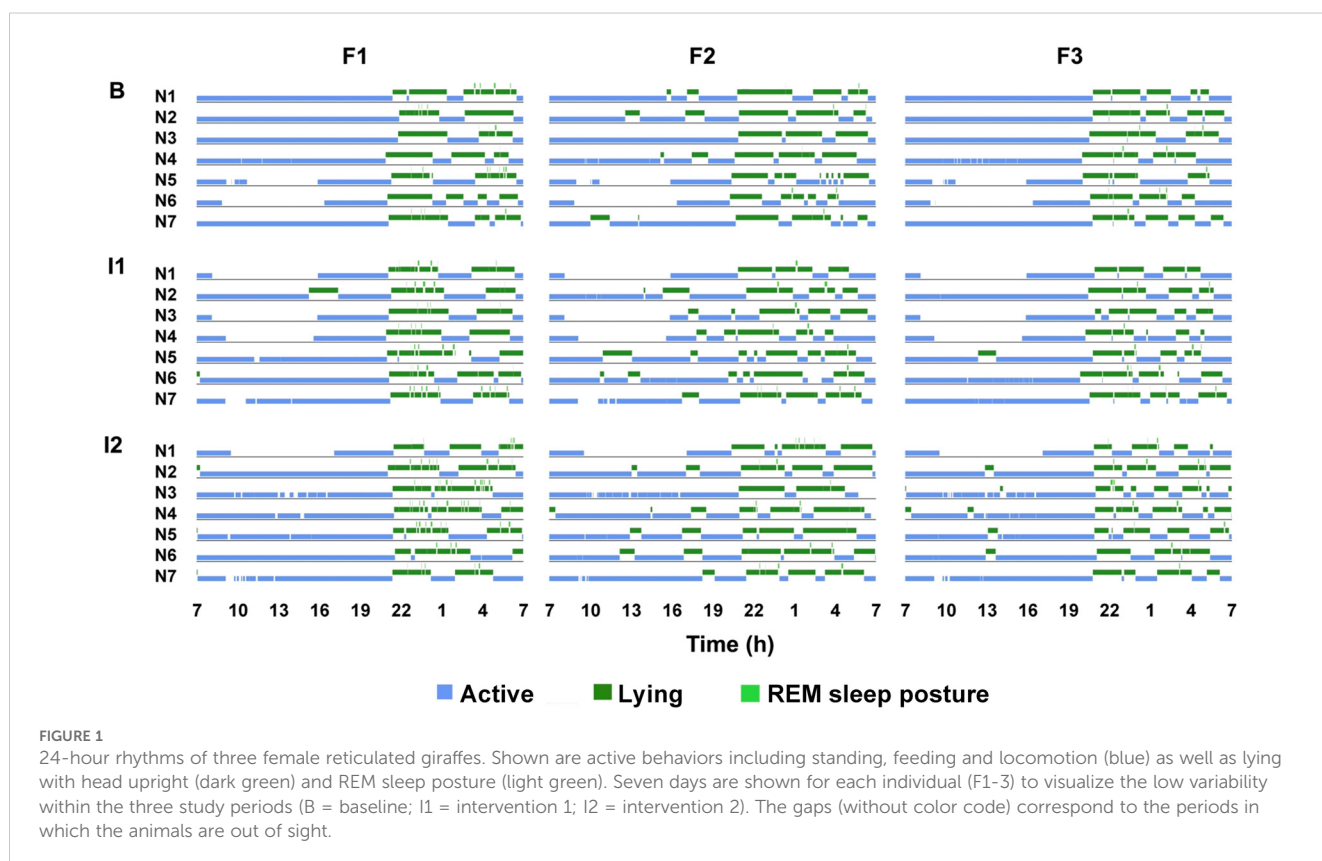 F1 F2 F3
B
N1
N2
N3
N4
N5
N6
N7
I1
N1
N2
N3
N4
N5
N6
N7
I2
N1
N2
N3
N4
N5
N6
N7
7 10 13 16 19 22 1 4 7 10 13 16 19 22 1 4 7 7 10 13 16 19 22 1 4 7
Time (h)
Active Lying REM sleep posture
FIGURE 1
24-hour rhythms of three female reticulated giraffes. Shown are active behaviors including standing, feeding and locomotion (blue) as well as lying
with head upright (dark green) and REM sleep posture (light green). Seven days are shown for each individual (F1-3) to visualize the low variability
within the three study periods (B = baseline; I1 = intervention 1; I2 = intervention 2). The gaps (without color code) correspond to the periods in
which the animals are out of sight.